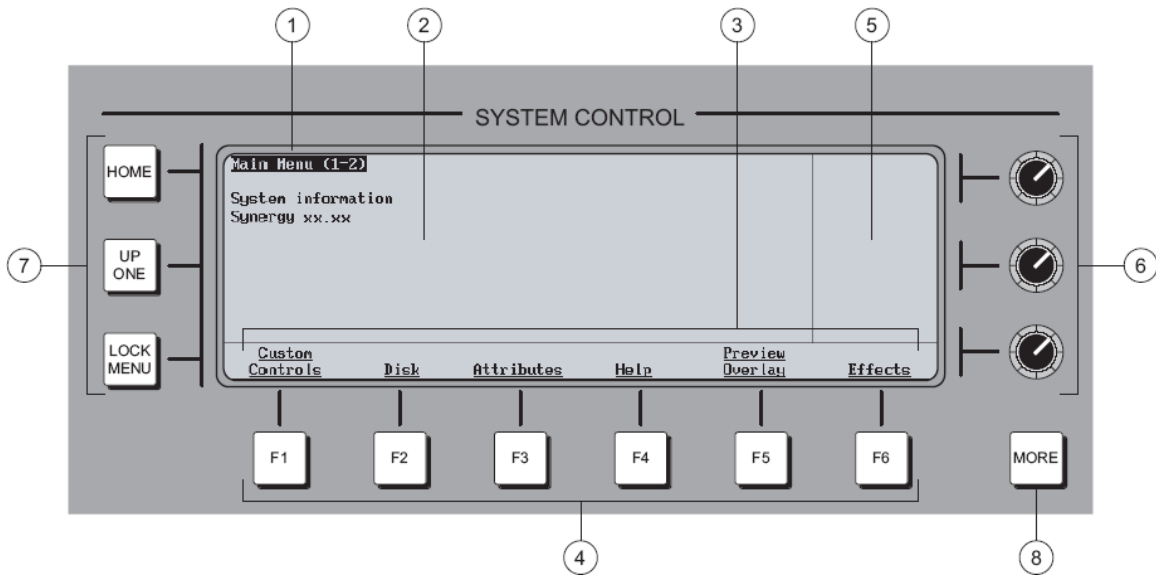 1
2
3
5
SYSTEM CONTROL
HOME
Main Menu (1-2)
System information
Synergy xx.xx
7
UP
ONE
6
LOCK
MENU
Custom
Controls
Disk
Attributes
Help
Preview
Overlay
Effects
F1
F2
F3
F4
F5
F6
MORE
4
8